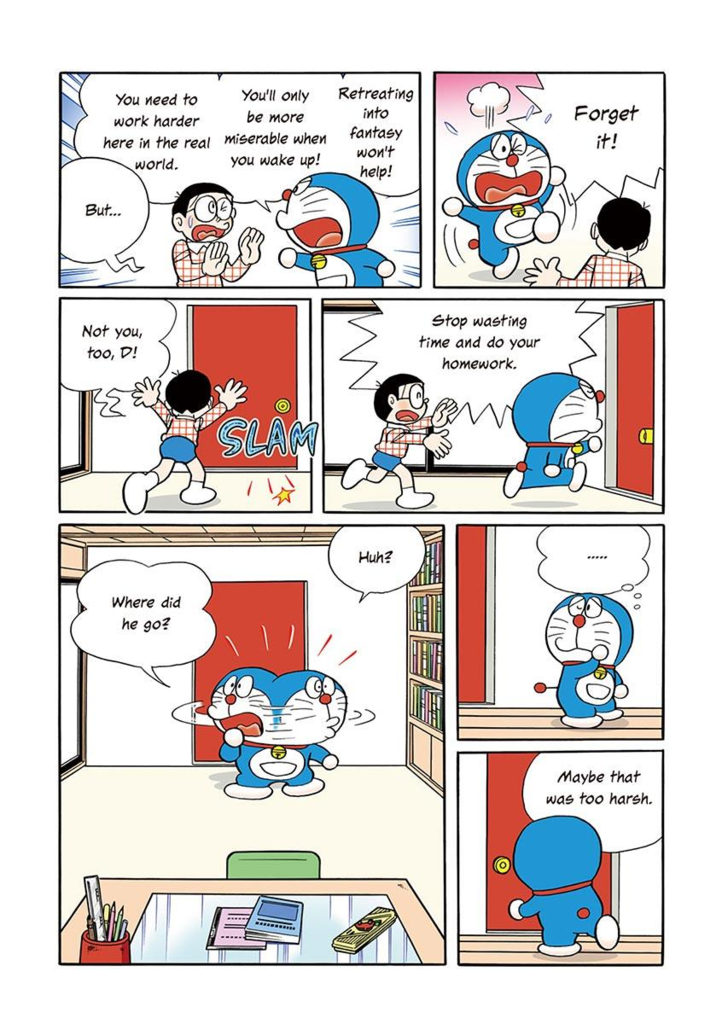 Retreating
into
fantasy
won't
help!
You'll only
be more
miserable when
you wake up!
You need to
work harder
here in the real
world.
But...
Forget
it!
Not you,
too, D!
SLAM
Stop wasting
time and do your
homework.
Huh?
Where did
he go?
.....
Maybe that
was too harsh.